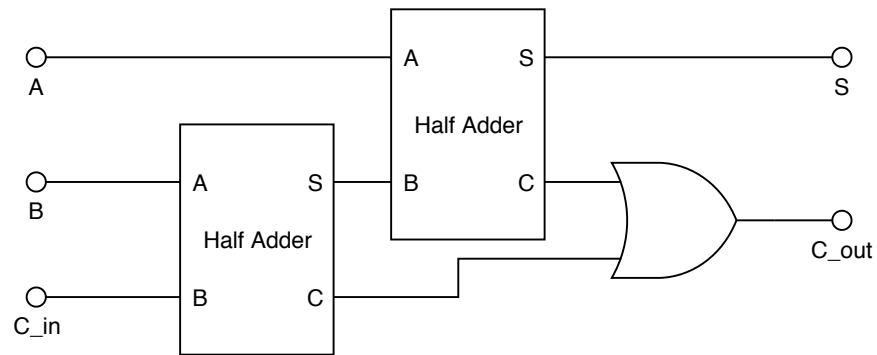 A S
A S
Half Adder
B C
B
A S
Half Adder
B C
C_in
C_out